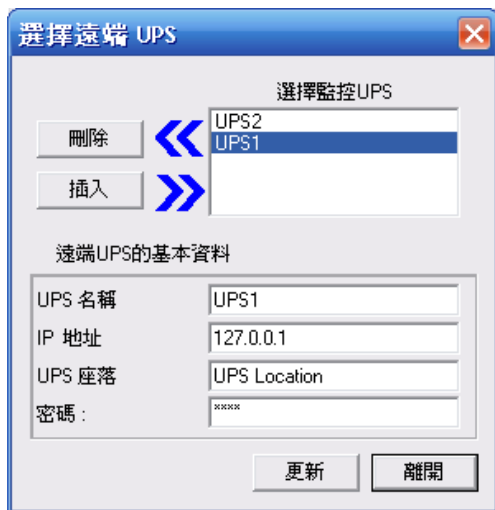 選擇遠端 UPS
選擇監控UPS
刪除
UPS2
UPS1
插入
遠端UPS的基本資料
UPS 名稱 UPS1
IP 地址 127.0.0.1
UPS 座落 UPS Location
密碼 : ****
更新 離開